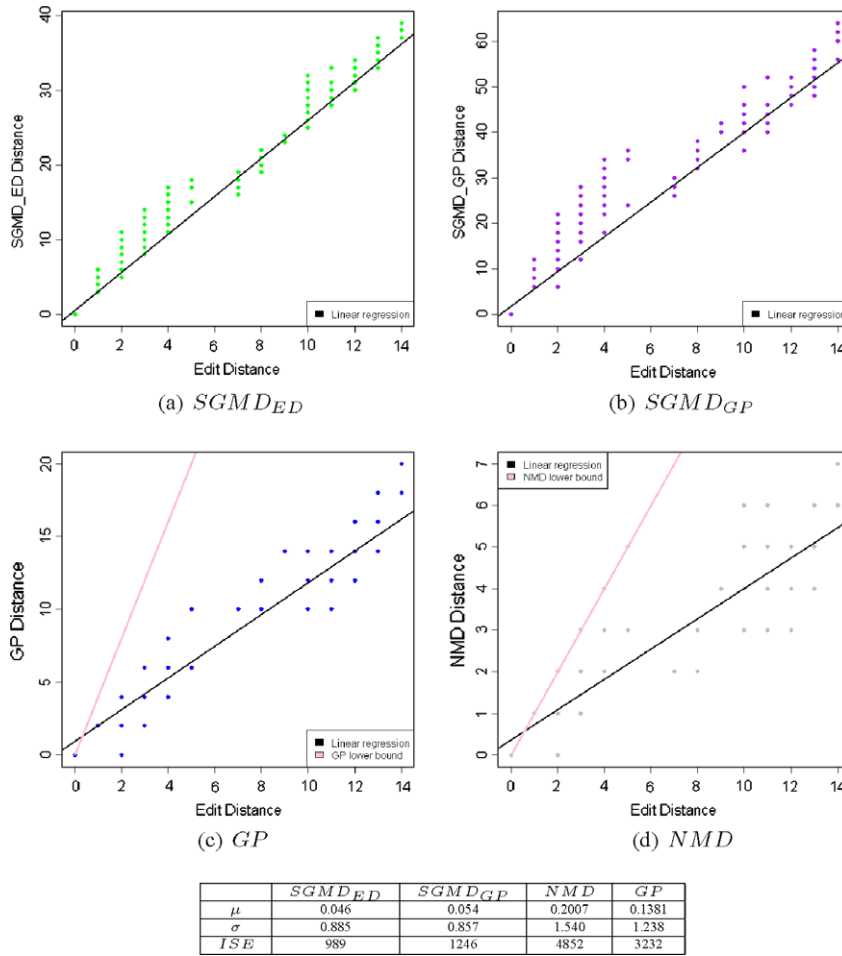 SGMD_ED Distance
0 10 20 30 40
0 2 4 6 8 10 12 14
Linear regression
Edit Distance
(a) SGMD_ED
SGMD_GP Distance
0 10 20 30 40 50 60
0 2 4 6 8 10 12 14
Linear regression
Edit Distance
(b) SGMD_GP
GP Distance
0 5 10 15 20
0 2 4 6 8 10 12 14
Linear regression
GP lower bound
Edit Distance
(c) GP
Linear regression
NMD lower bound
NMD Distance
0 1 2 3 4 5 6 7
0 2 4 6 8 10 12 14
Edit Distance
(d) NMD
SGMD_ED SGMD_GP NMD GP
μ 0.046 0.054 0.2007 0.1381
σ 0.885 0.857 1.540 1.238
ISE 989 1246 4852 3232